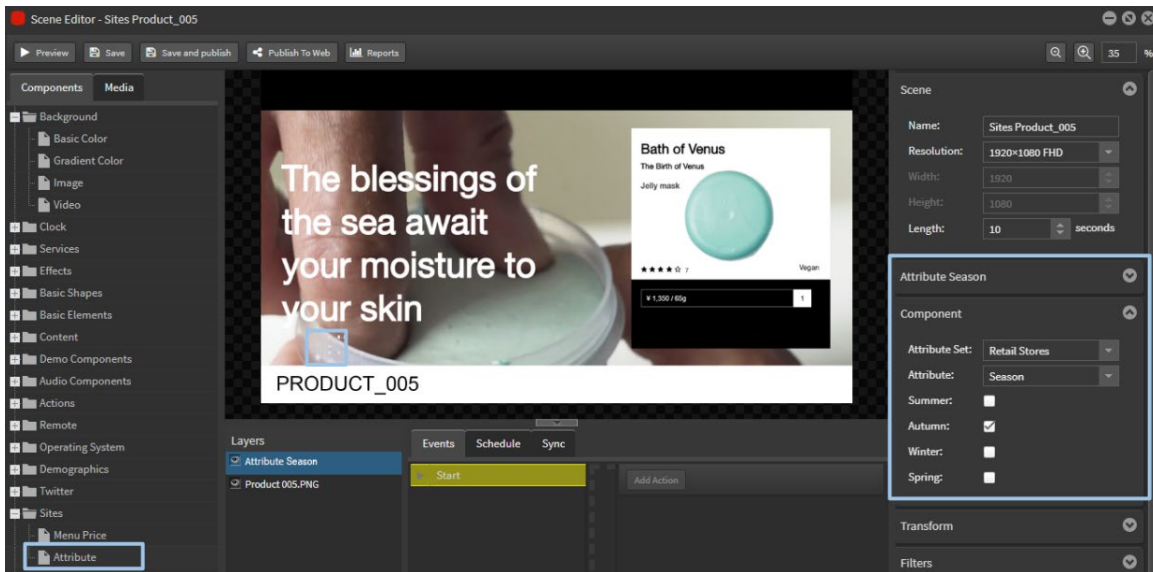 Scene Editor - Sites Product_005
Preview Save Save and publish Publish To Web Reports 35 %
Components Media
Background
Basic Color
Gradient Color
Image
Video
Clock
Services
Effects
Basic Shapes
Basic Elements
Content
Demo Components
Audio Components
Actions
Remote
Operating System
Demographics
Twitter
Sites
Menu Price
Attribute
The blessings of
the sea await
your moisture to
your skin
Bath of Venus
The Birth of Venus
Jelly mask
★★★★☆ 7 Vegan
¥ 1,350 / 65g 1
PRODUCT_005
Layers
Attribute Season
Product 005.PNG
Events Schedule Sync
Start
Add Action
Scene
Name: Sites Product_005
Resolution: 1920×1080 FHD
Width: 1920
Height: 1080
Length: 10 seconds
Attribute Season
Component
Attribute Set: Retail Stores
Attribute: Season
Summer:
Autumn:
Winter:
Spring:
Transform
Filters